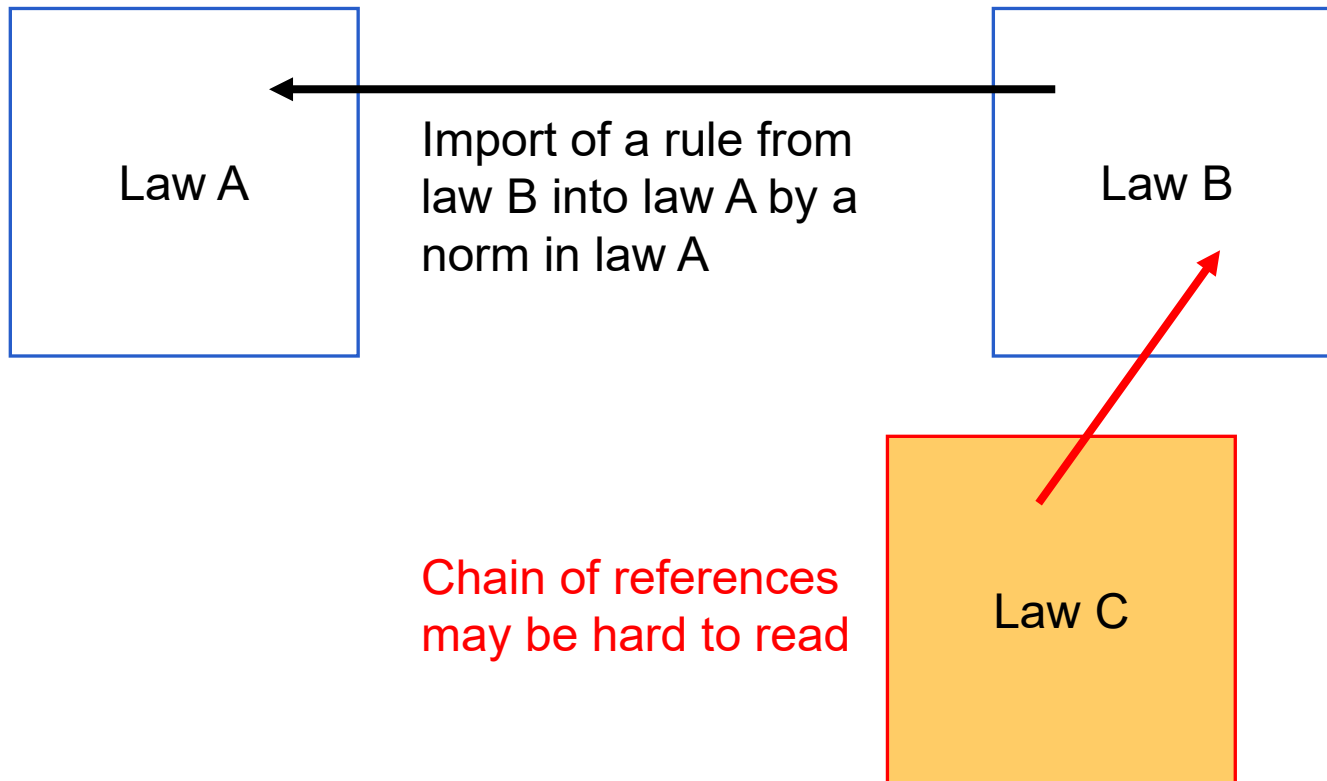 Law A
Import of a rule from
law B into law A by a
norm in law A
Law B
Chain of references
may be hard to read
Law C